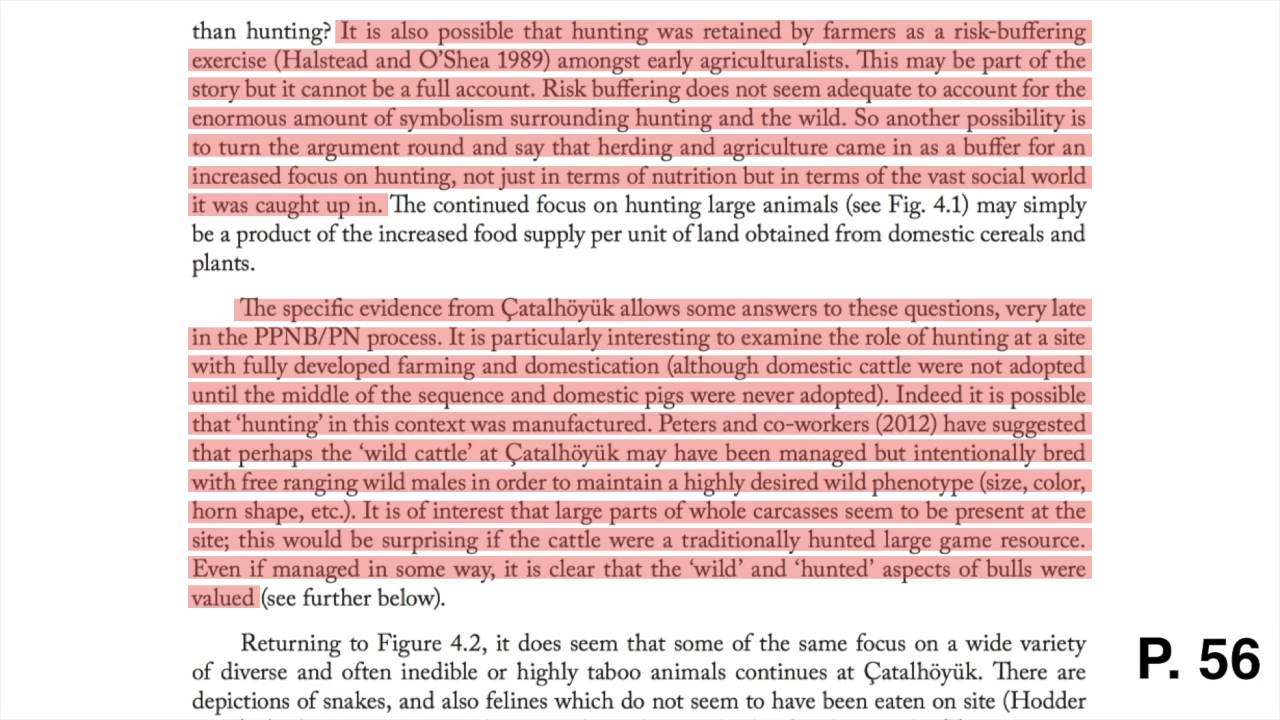 than hunting? It is also possible that hunting was retained by farmers as a risk-buffering
exercise (Halstead and O’Shea 1989) amongst early agriculturalists. This may be part of the
story but it cannot be a full account. Risk buffering does not seem adequate to account for the
enormous amount of symbolism surrounding hunting and the wild. So another possibility is
to turn the argument round and say that herding and agriculture came in as a buffer for an
increased focus on hunting, not just in terms of nutrition but in terms of the vast social world
it was caught up in. The continued focus on hunting large animals (see Fig. 4.1) may simply
be a product of the increased food supply per unit of land obtained from domestic cereals and
plants.
The specific evidence from Çatalhöyük allows some answers to these questions, very late
in the PPNB/PN process. It is particularly interesting to examine the role of hunting at a site
with fully developed farming and domestication (although domestic cattle were not adopted
until the middle of the sequence and domestic pigs were never adopted). Indeed it is possible
that ‘hunting’ in this context was manufactured. Peters and co-workers (2012) have suggested
that perhaps the ‘wild cattle’ at Çatalhöyük may have been managed but intentionally bred
with free ranging wild males in order to maintain a highly desired wild phenotype (size, color,
horn shape, etc.). It is of interest that large parts of whole carcasses seem to be present at the
site; this would be surprising if the cattle were a traditionally hunted large game resource.
Even if managed in some way, it is clear that the ‘wild’ and ‘hunted’ aspects of bulls were
valued (see further below).
Returning to Figure 4.2, it does seem that some of the same focus on a wide variety
of diverse and often inedible or highly taboo animals continues at Çatalhöyük. There are
depictions of snakes, and also felines which do not seem to have been eaten on site (Hodder
P. 56